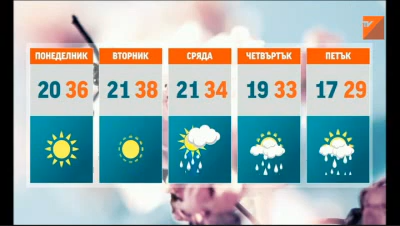 ПОНЕДЕЛНИК ВТОРНИК СРЯДА ЧЕТВЪРТЪК ПЕТЪК
20 36 21 38 21 34 19 33 17 29